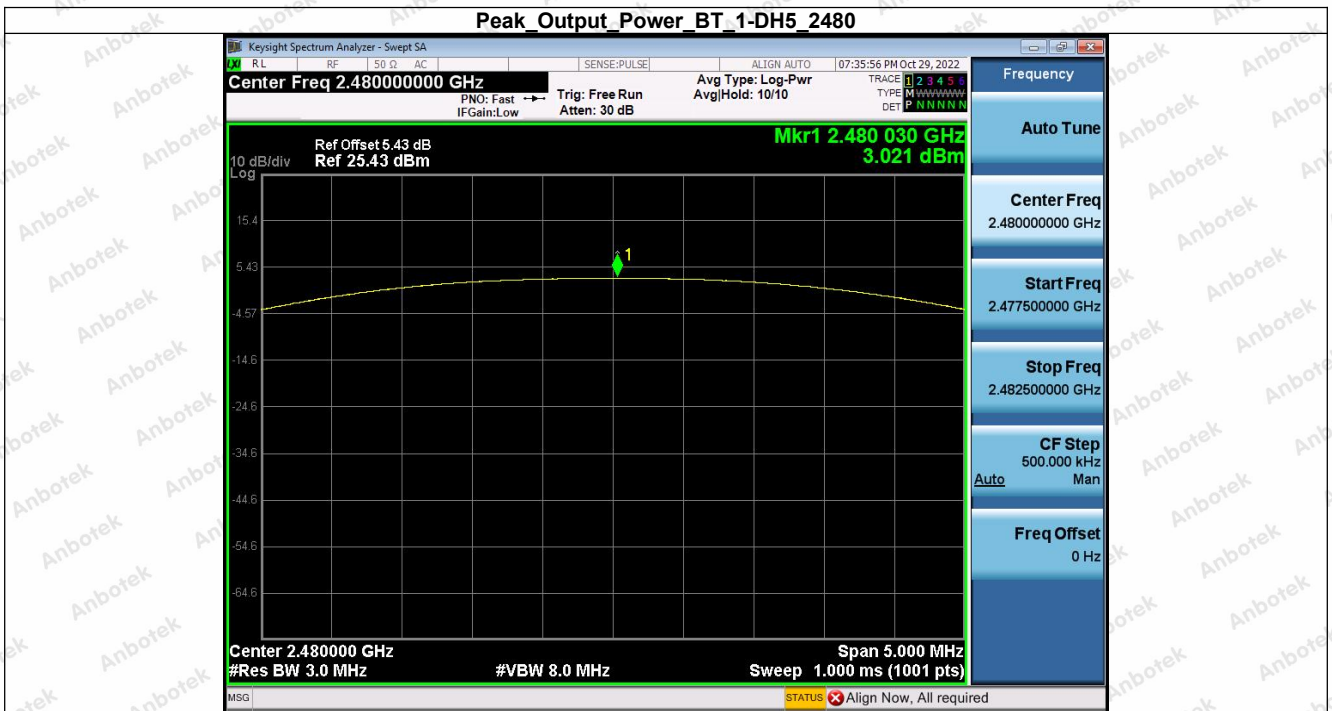 Peak_Output_Power_BT_1-DH5_2480
Keysight Spectrum Analyzer - Swept SA
LXI RL RF 50 Ω AC SENSE:PULSE ALIGN AUTO 07:35:56 PM Oct 29, 2022
Center Freq 2.480000000 GHz
PNO: Fast
IFGain:Low
Trig: Free Run
Atten: 30 dB
Avg Type: Log-Pwr
Avg|Hold: 10/10
TRACE 1 2 3 4 5 6
TYPE M WWWWW
DET P N N N N N
Ref Offset 5.43 dB
10 dB/div Ref 25.43 dBm
Log
Mkr1 2.480 030 GHz
3.021 dBm
1
15.4
5.43
-4.57
-14.6
-24.6
-34.6
-44.6
-54.6
-64.6
Center 2.480000 GHz Span 5.000 MHz
#Res BW 3.0 MHz #VBW 8.0 MHz Sweep 1.000 ms (1001 pts)
MSG STATUS Align Now, All required
Frequency
Auto Tune
Center Freq
2.480000000 GHz
Start Freq
2.477500000 GHz
Stop Freq
2.482500000 GHz
CF Step
500.000 kHz
Auto Man
Freq Offset
0 Hz
Anbotek